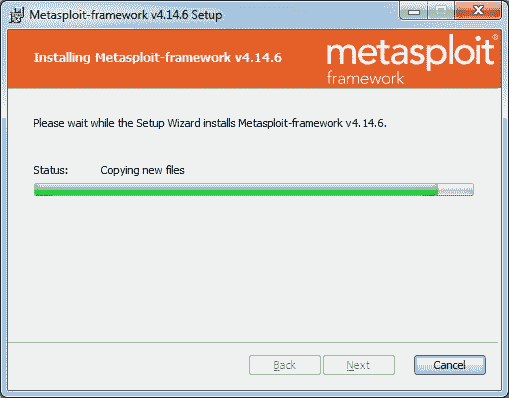 Metasploit-framework v4.14.6 Setup
Installing Metasploit-framework v4.14.6
metasploit®
framework
Please wait while the Setup Wizard installs Metasploit-framework v4.14.6.
Status: Copying new files
Back Next Cancel